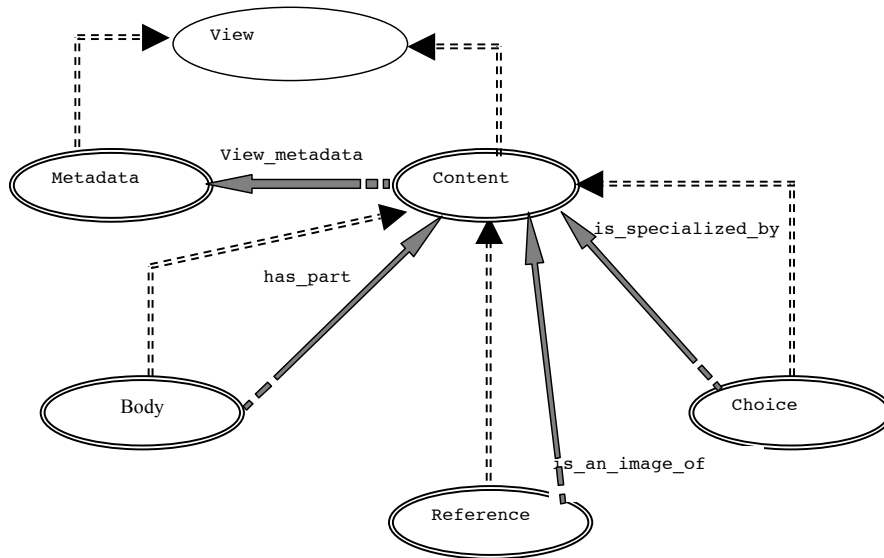 View
View_metadata
Metadata
Content
is_specialized_by
has_part
Body
Choice
is_an_image_of
Reference